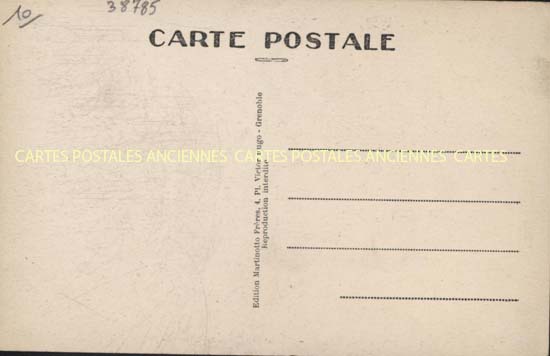 10
38785
CARTE POSTALE
Edition Martinotto Frères, 4, Pl. Victor Hugo - Grenoble
Reproduction interdite
CARTES POSTALES ANCIENNES CARTES POSTALES ANCIENNES CARTES